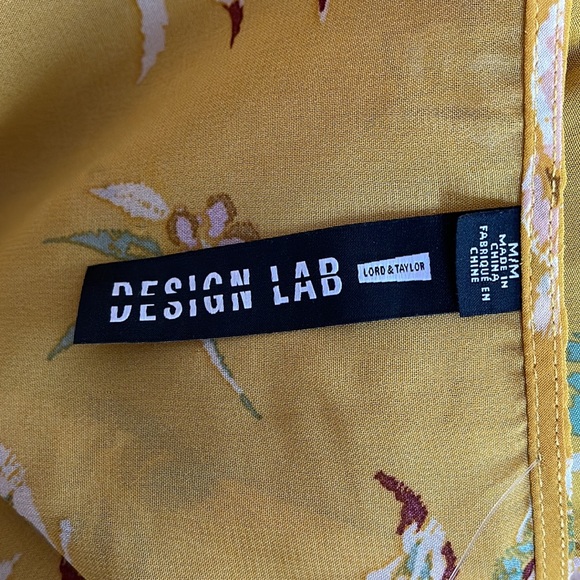 DESIGN LAB
LORD & TAYLOR
M/M
MADE IN
CHINA
FABRIQUÉ EN
CHINE